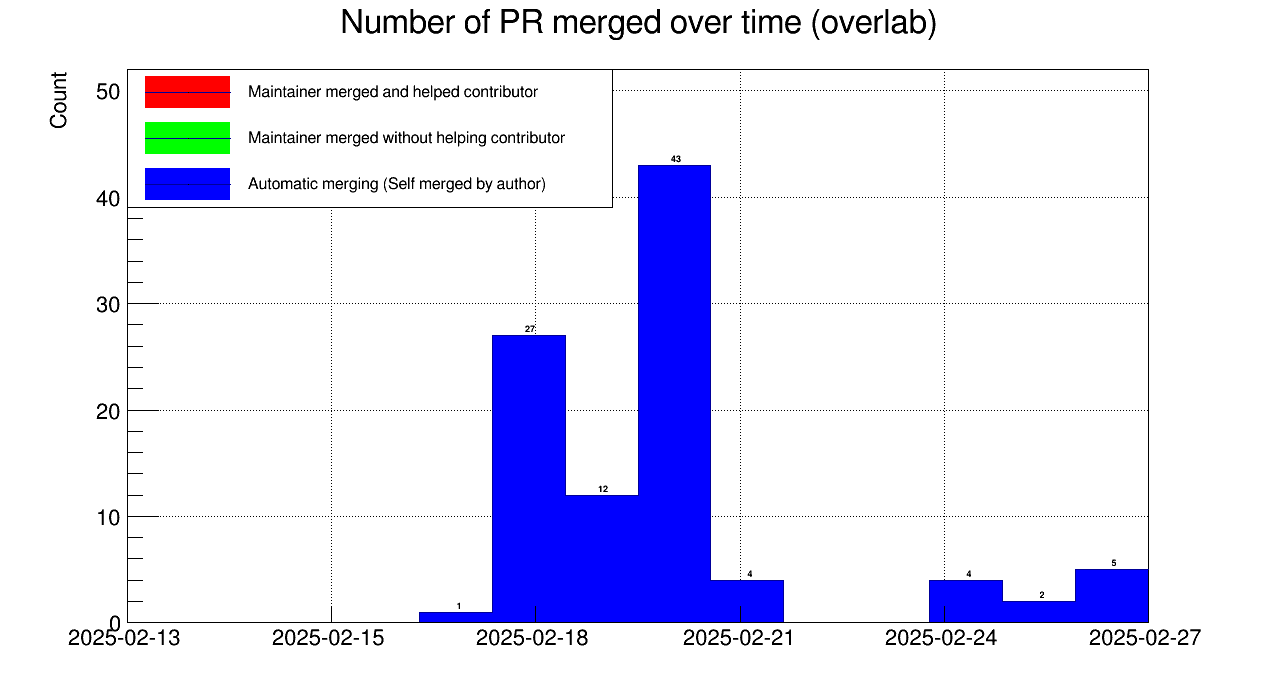 Number of PR merged over time (overlab)
Count
50
40
30
20
10
0
Maintainer merged and helped contributor
Maintainer merged without helping contributor
Automatic merging (Self merged by author)
1
27
12
43
4
4
2
5
2025-02-13 2025-02-15 2025-02-18 2025-02-21 2025-02-24 2025-02-27